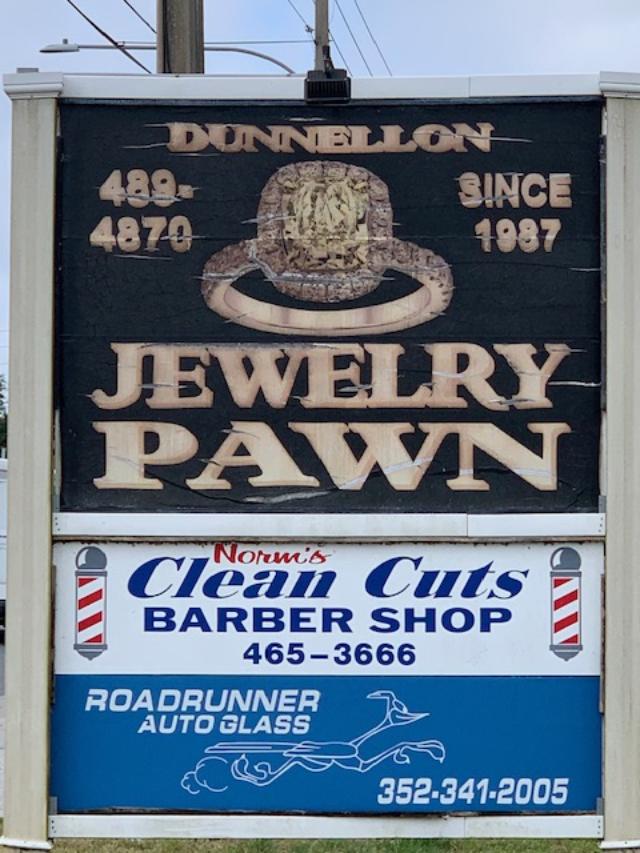 DUNNELLON
489-
4870
SINCE
1987
JEWELRY
PAWN
Norm's
Clean Cuts
BARBER SHOP
465-3666
ROADRUNNER
AUTO GLASS
352-341-2005